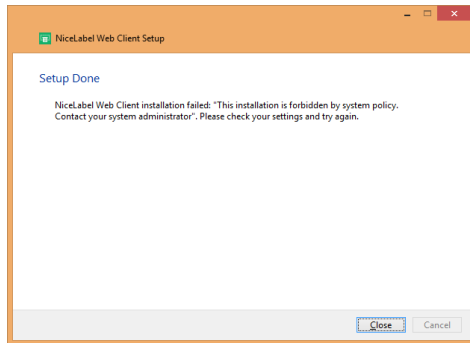 NiceLabel Web Client Setup
Setup Done
NiceLabel Web Client installation failed: "This installation is forbidden by system policy.
Contact your system administrator". Please check your settings and try again.
Close
Cancel